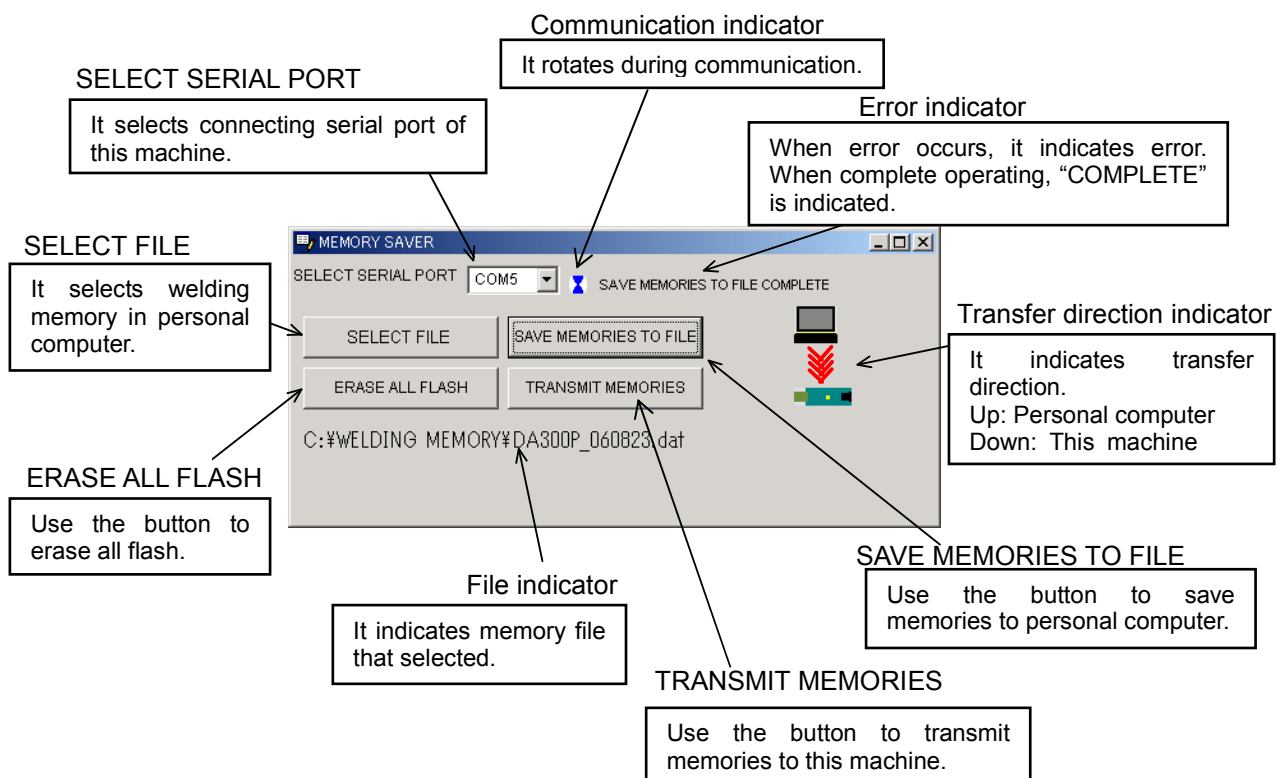 Communication indicator
It rotates during communication.
SELECT SERIAL PORT
It selects connecting serial port of
this machine.
Error indicator
When error occurs, it indicates error.
When complete operating, “COMPLETE”
is indicated.
SELECT FILE
It selects welding
memory in personal
computer.
MEMORY SAVER
SELECT SERIAL PORT COM5 SAVE MEMORIES TO FILE COMPLETE
SELECT FILE SAVE MEMORIES TO FILE
ERASE ALL FLASH TRANSMIT MEMORIES
C:¥WELDING MEMORY¥DA300P_060823.dat
Transfer direction indicator
It indicates transfer
direction.
Up: Personal computer
Down: This machine
ERASE ALL FLASH
Use the button to
erase all flash.
File indicator
It indicates memory file
that selected.
SAVE MEMORIES TO FILE
Use the button to save
memories to personal computer.
TRANSMIT MEMORIES
Use the button to transmit
memories to this machine.